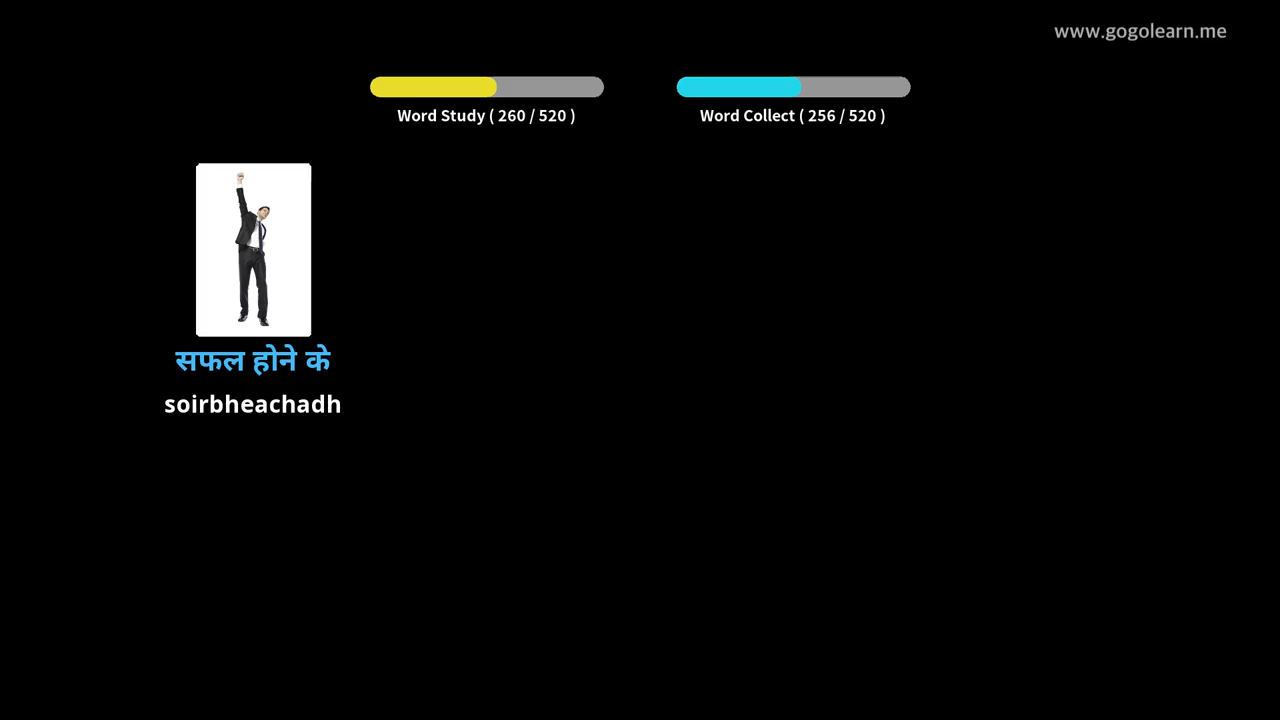 www.gogolearn.me
Word Study ( 260 / 520 )
Word Collect ( 256 / 520 )
सफल होने के
soirbheachadh